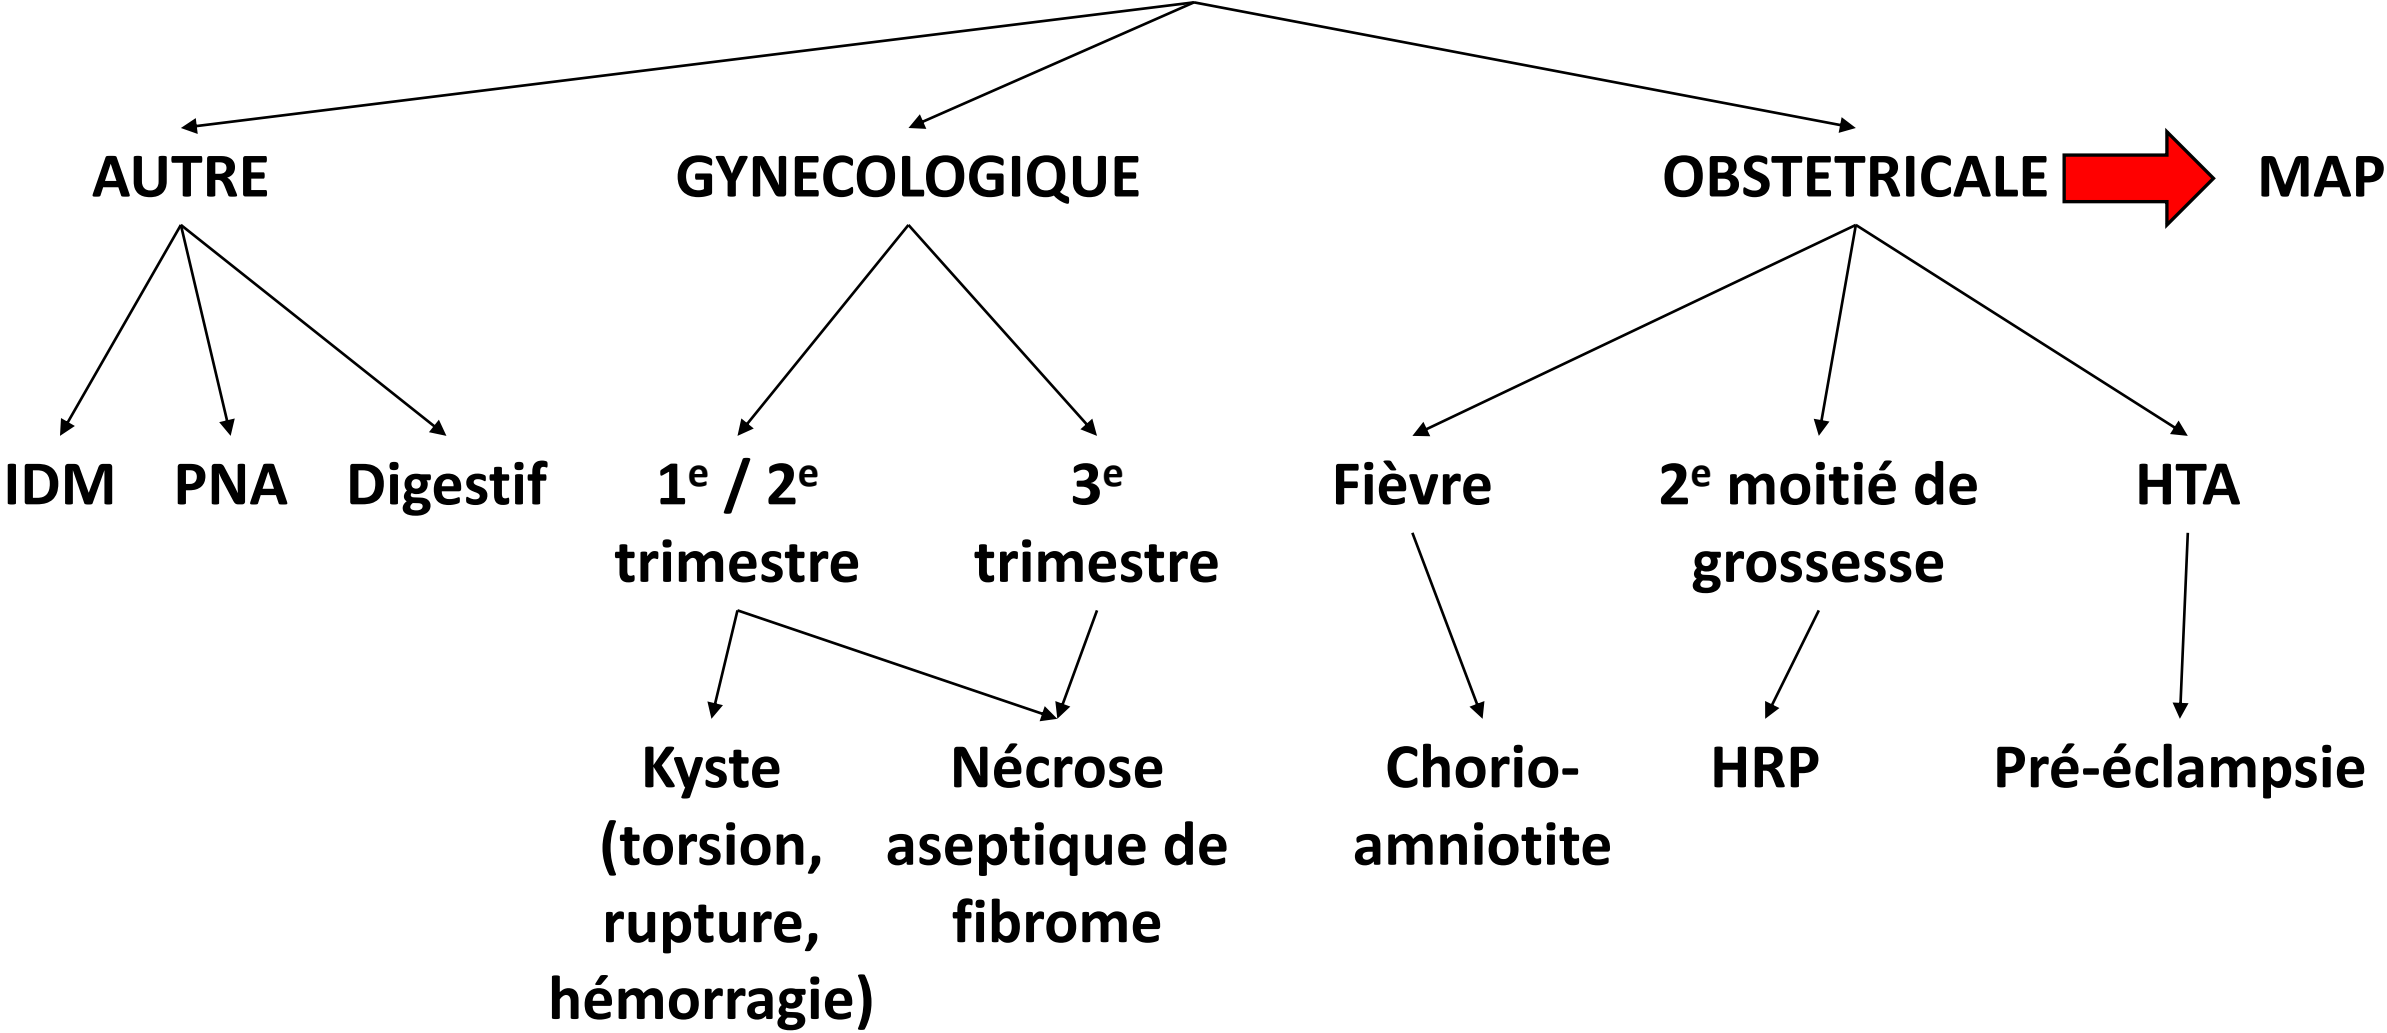 AUTRE
GYNECOLOGIQUE
OBSTETRICALE
MAP
IDM
PNA
Digestif
1e / 2e
trimestre
3e
trimestre
Fièvre
2e moitié de
grossesse
HTA
Kyste
(torsion,
rupture,
hémorragie)
Nécrose
aseptique de
fibrome
Chorio-
amniotite
HRP
Pré-éclampsie